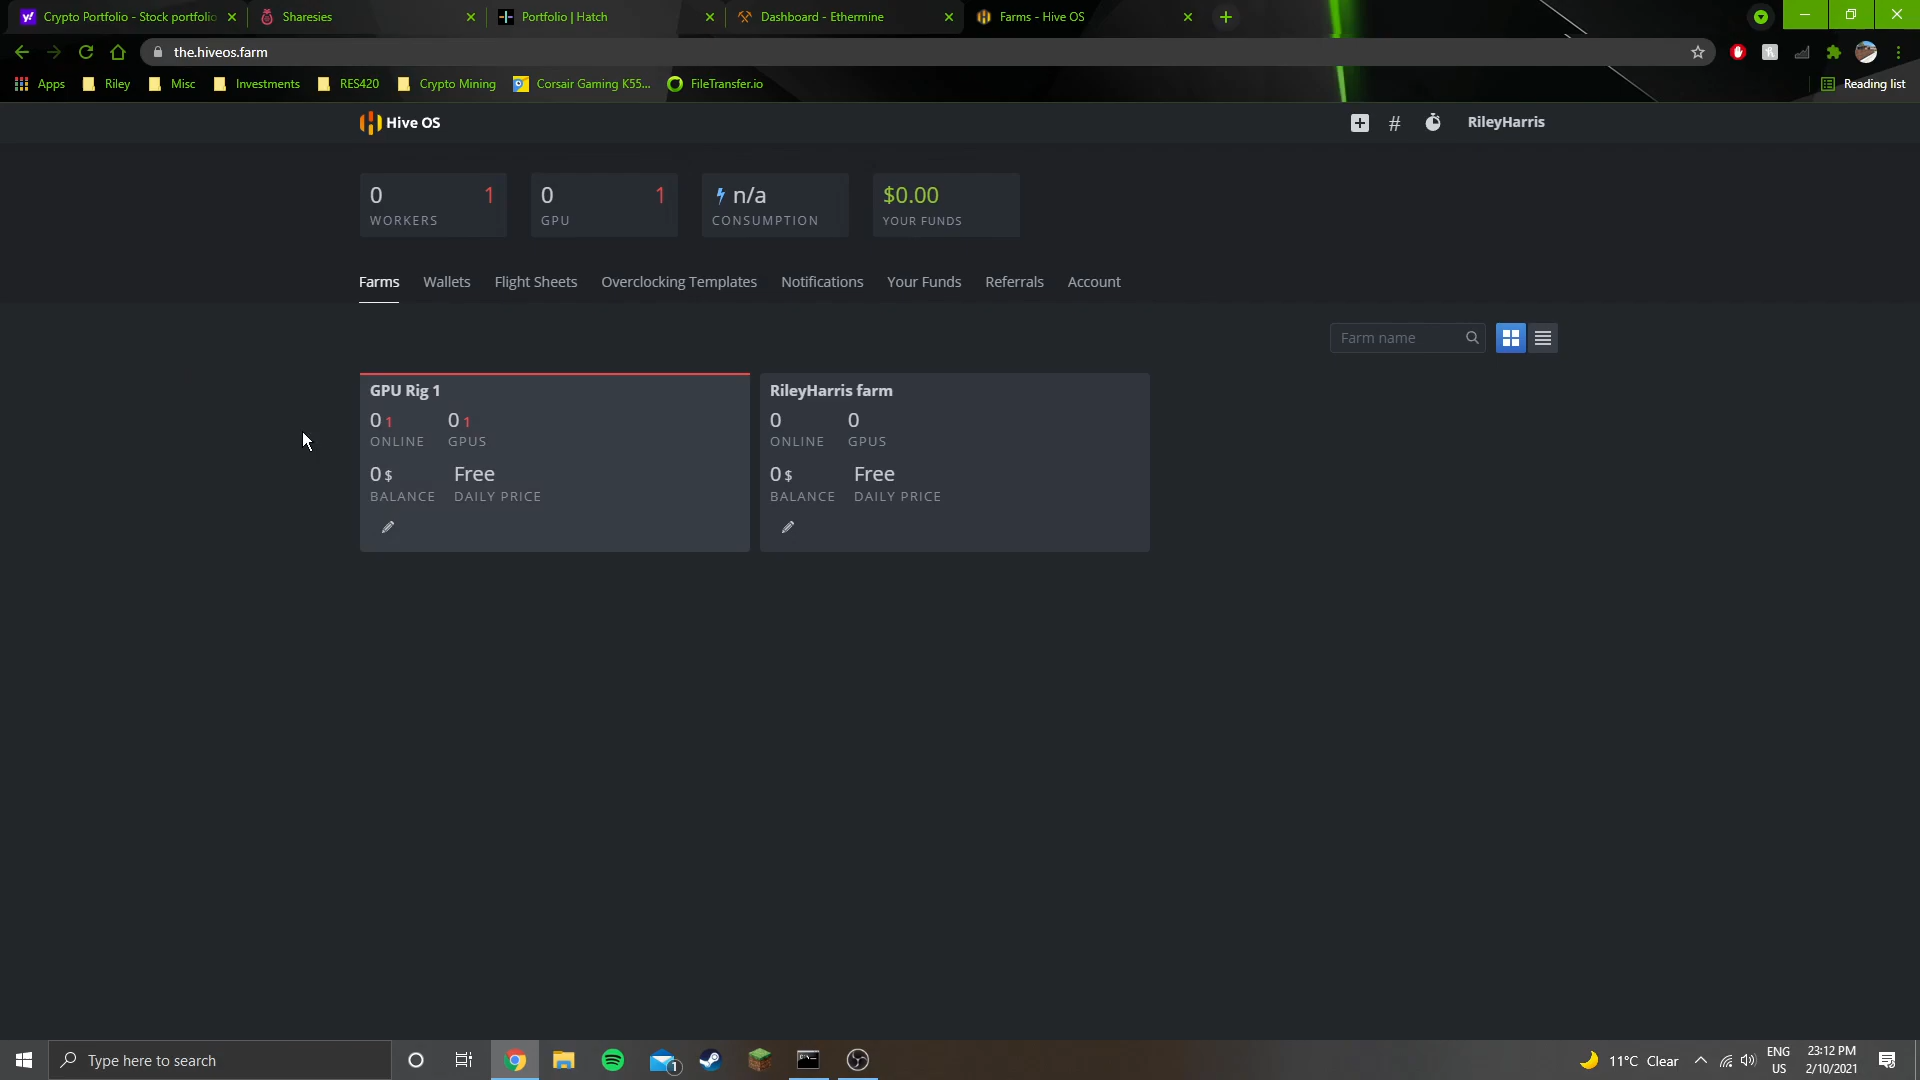 Crypto Portfolio - Stock portfolio
Sharesies
Portfolio | Hatch
Dashboard - Ethermine
Farms - Hive OS
the.hiveos.farm
Apps
Riley
Misc
Investments
RES420
Crypto Mining
Corsair Gaming K55...
FileTransfer.io
Reading list
Hive OS
#
RileyHarris
0 1
WORKERS
0 1
GPU
n/a
CONSUMPTION
$0.00
YOUR FUNDS
Farms
Wallets
Flight Sheets
Overclocking Templates
Notifications
Your Funds
Referrals
Account
Farm name
GPU Rig 1
0 1 0 1
ONLINE GPUS
0 $ Free
BALANCE DAILY PRICE
RileyHarris farm
0 0
ONLINE GPUS
0 $ Free
BALANCE DAILY PRICE
Type here to search
1
11°C Clear
ENG
US
23:12 PM
2/10/2021